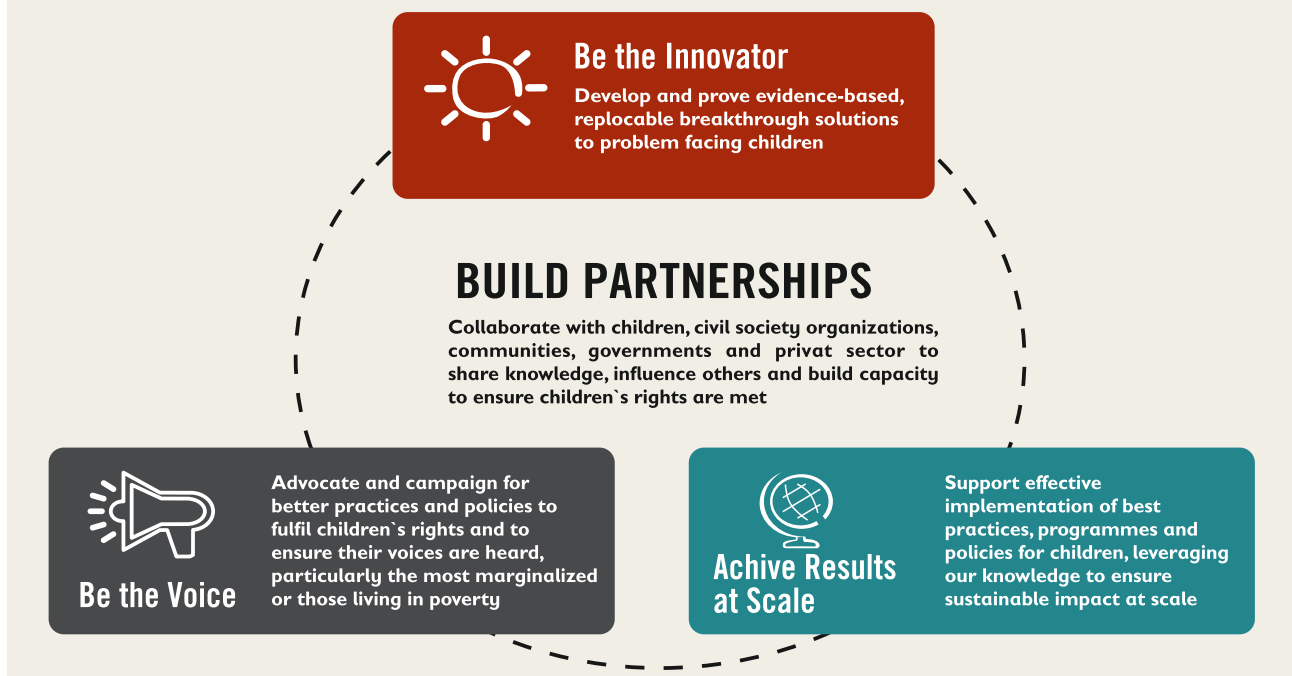 Be the Innovator
Develop and prove evidence-based,
replocable breakthrough solutions
to problem facing children
BUILD PARTNERSHIPS
Collaborate with children, civil society organizations,
communities, governments and privat sector to
share knowledge, influence others and build capacity
to ensure children`s rights are met
Be the Voice
Advocate and campaign for
better practices and policies to
fulfil children`s rights and to
ensure their voices are heard,
particularly the most marginalized
or those living in poverty
Achive Results
at Scale
Support effective
implementation of best
practices, programmes and
policies for children, leveraging
our knowledge to ensure
sustainable impact at scale